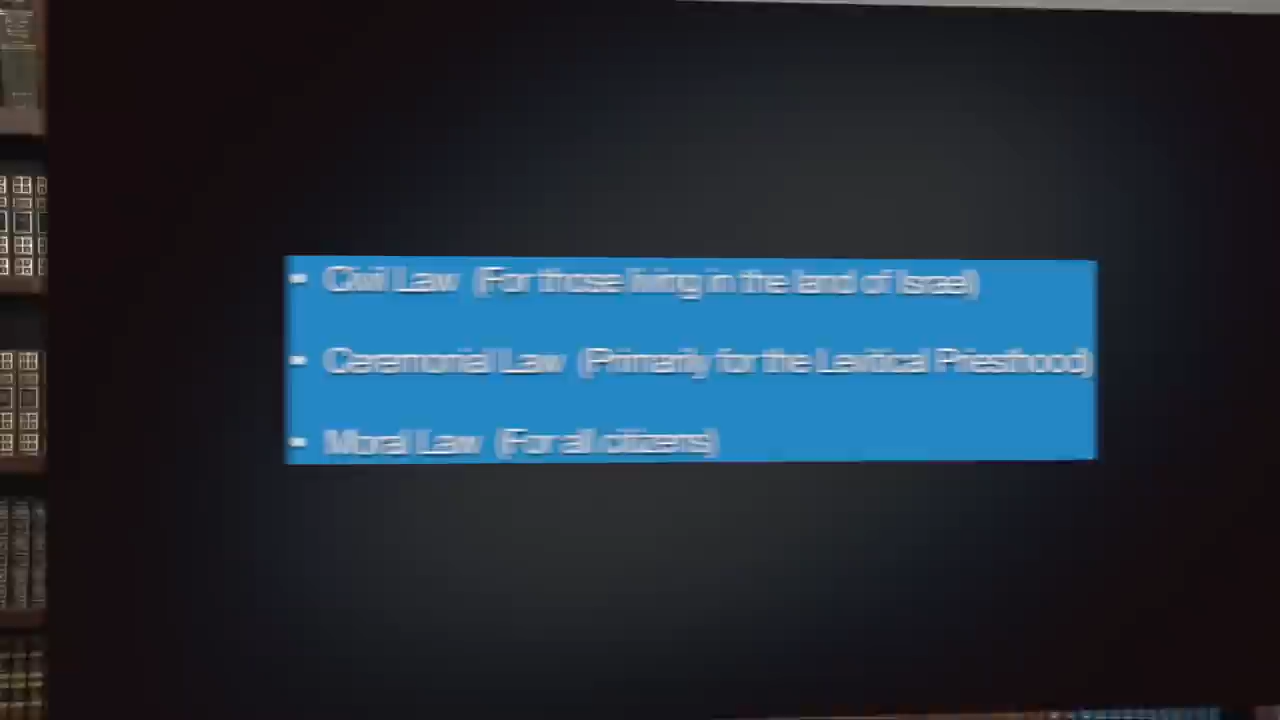 • Civil Law (For those living in the land of Israel)
• Ceremonial Law (Primarily for the Levitical Priesthood)
• Moral Law (For all citizens)